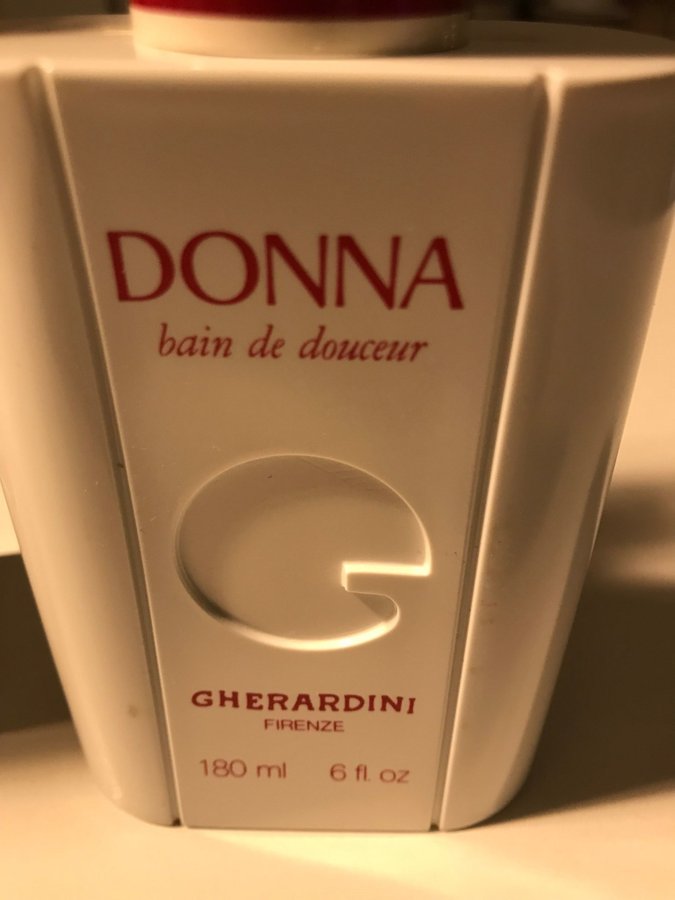 DONNA
bain de douceur
GHERARDINI
FIRENZE
180 ml 6 fl. oz